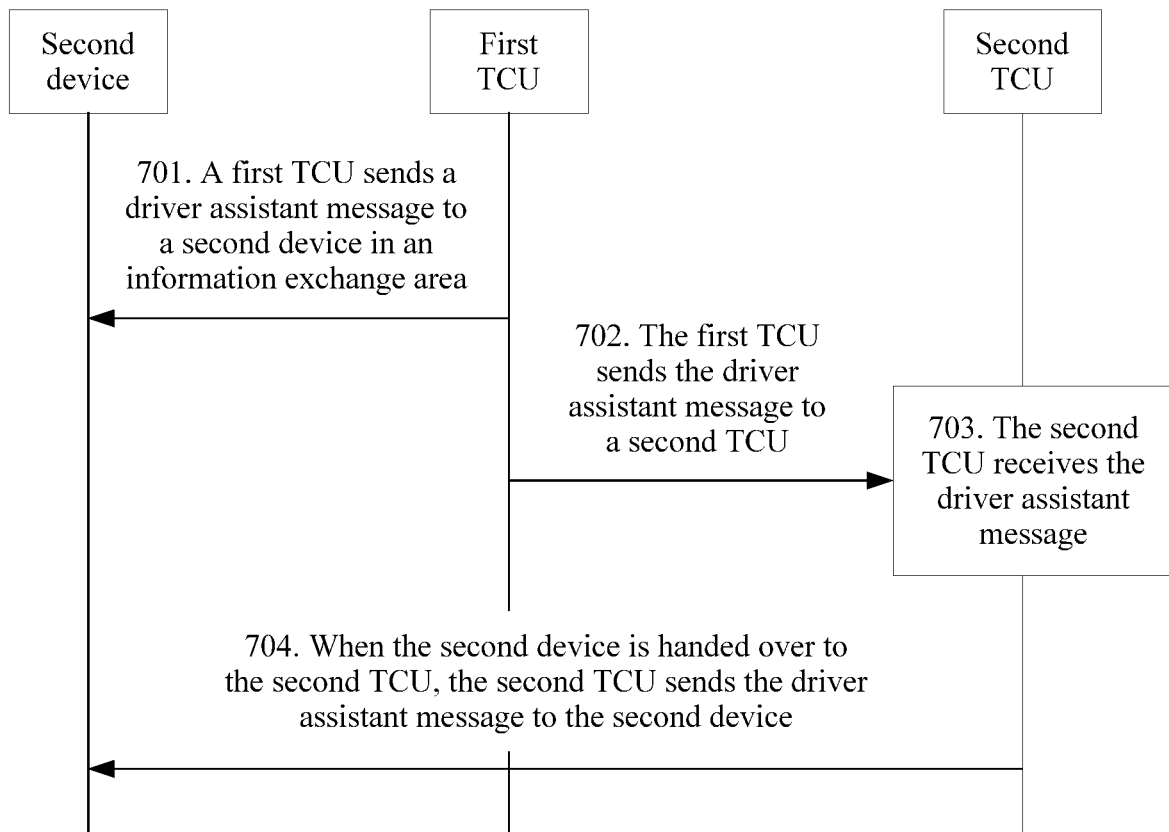 Second
device
First
TCU
Second
TCU
701. A first TCU sends a
driver assistant message to
a second device in an
information exchange area
702. The first TCU
sends the driver
assistant message to
a second TCU
703. The second
TCU receives the
driver assistant
message
704. When the second device is handed over to
the second TCU, the second TCU sends the driver
assistant message to the second device